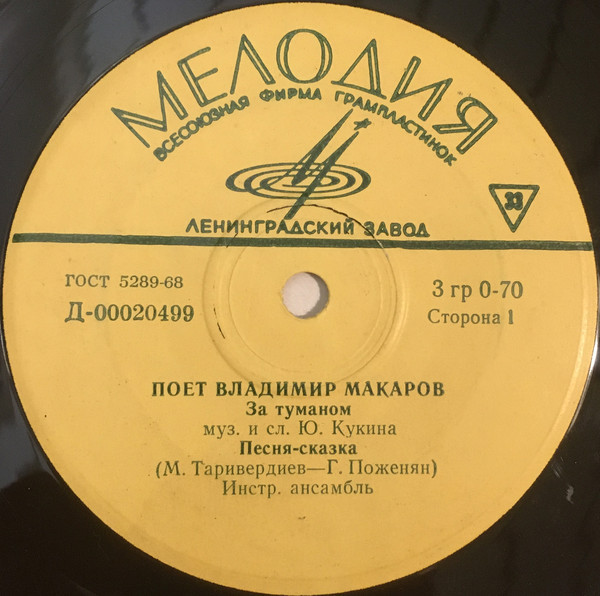 МЕЛОДИЯ
ВСЕСОЮЗНАЯ ФИРМА ГРАМПЛАСТИНОК
ЛЕНИНГРАДСКИЙ ЗАВОД
33
ГОСТ 5289-68
Д-00020499
3 гр 0-70
Сторона 1
ПОЕТ ВЛАДИМИР МАКАРОВ
За туманом
муз. и сл. Ю. Кукина
Песня-сказка
(М. Таривердиев—Г. Поженян)
Инстр. ансамбль